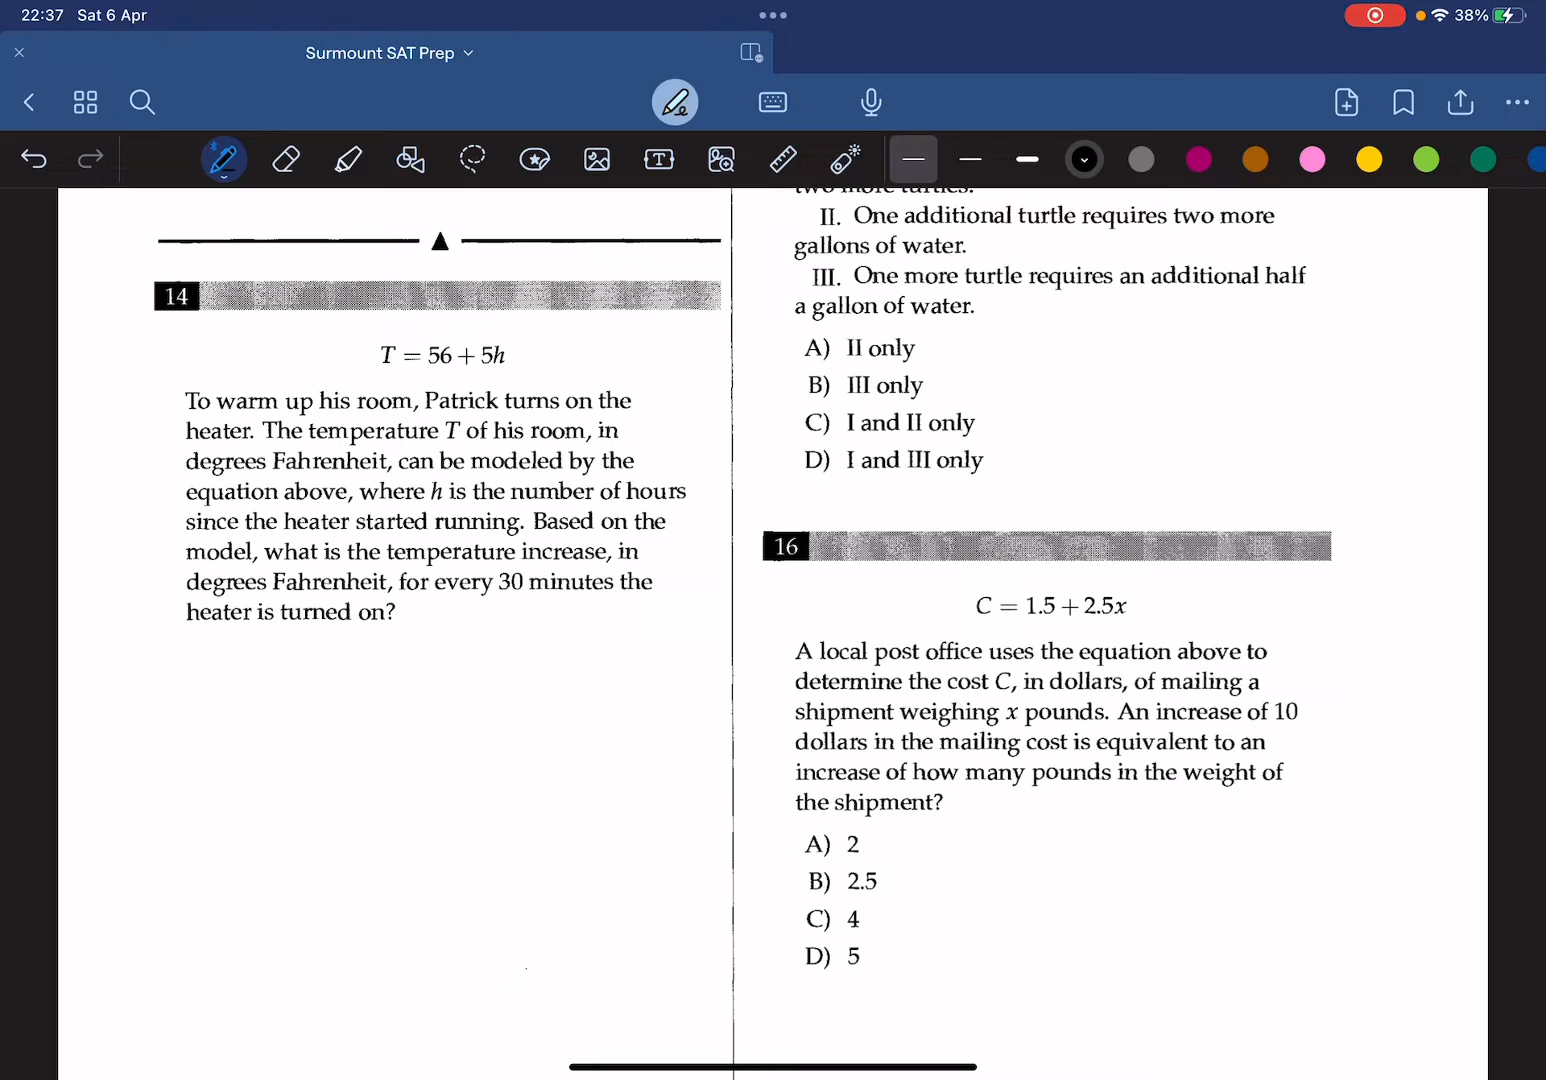 22:37 Sat 6 Apr
38%
Surmount SAT Prep
T
14
T = 56 + 5h
To warm up his room, Patrick turns on the
heater. The temperature T of his room, in
degrees Fahrenheit, can be modeled by the
equation above, where h is the number of hours
since the heater started running. Based on the
model, what is the temperature increase, in
degrees Fahrenheit, for every 30 minutes the
heater is turned on?
two more turtles.
II. One additional turtle requires two more
gallons of water.
III. One more turtle requires an additional half
a gallon of water.
A) II only
B) III only
C) I and II only
D) I and III only
16
C = 1.5 + 2.5x
A local post office uses the equation above to
determine the cost C, in dollars, of mailing a
shipment weighing x pounds. An increase of 10
dollars in the mailing cost is equivalent to an
increase of how many pounds in the weight of
the shipment?
A) 2
B) 2.5
C) 4
D) 5